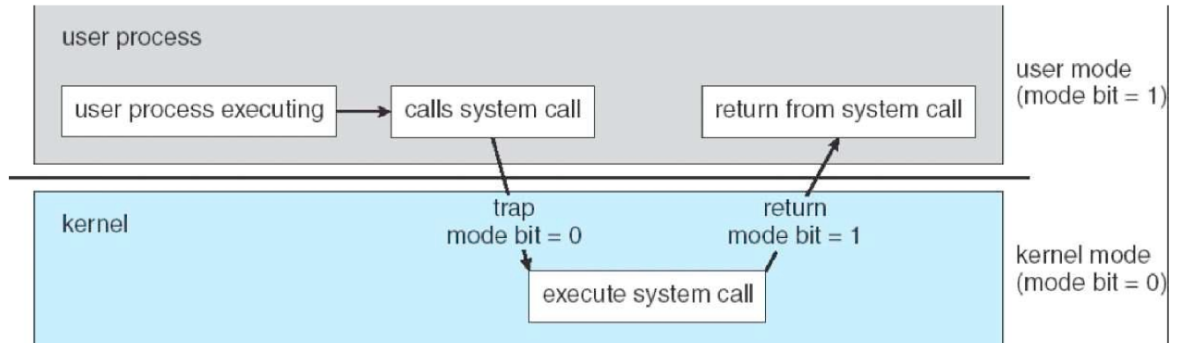 user process
user process executing
calls system call
return from system call
user mode
(mode bit = 1)
kernel
trap
mode bit = 0
return
mode bit = 1
execute system call
kernel mode
(mode bit = 0)